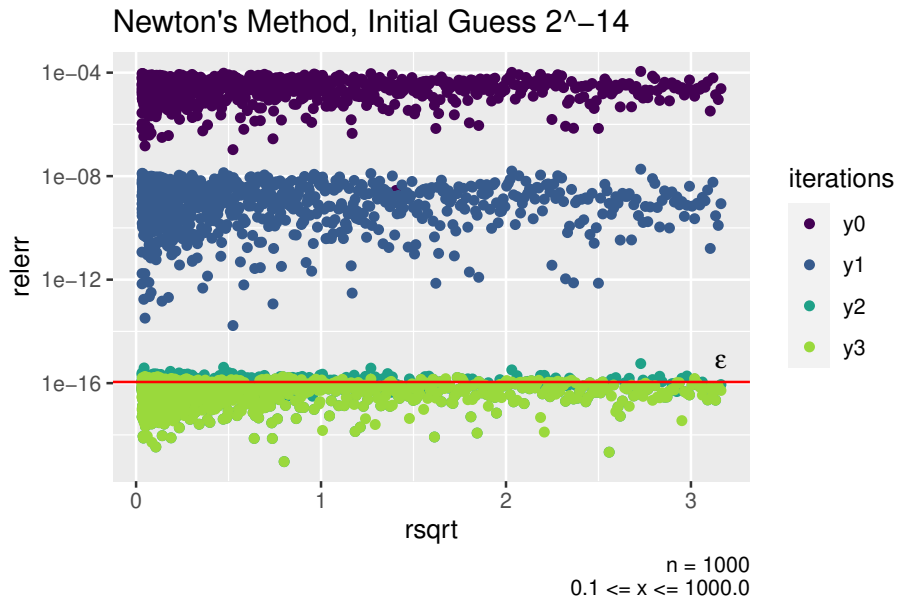 Newton's Method, Initial Guess 2^−14
relerr
1e−04
1e−08
1e−12
1e−16
ε
0 1 2 3
rsqrt
iterations
y0
y1
y2
y3
n = 1000
0.1 <= x <= 1000.0